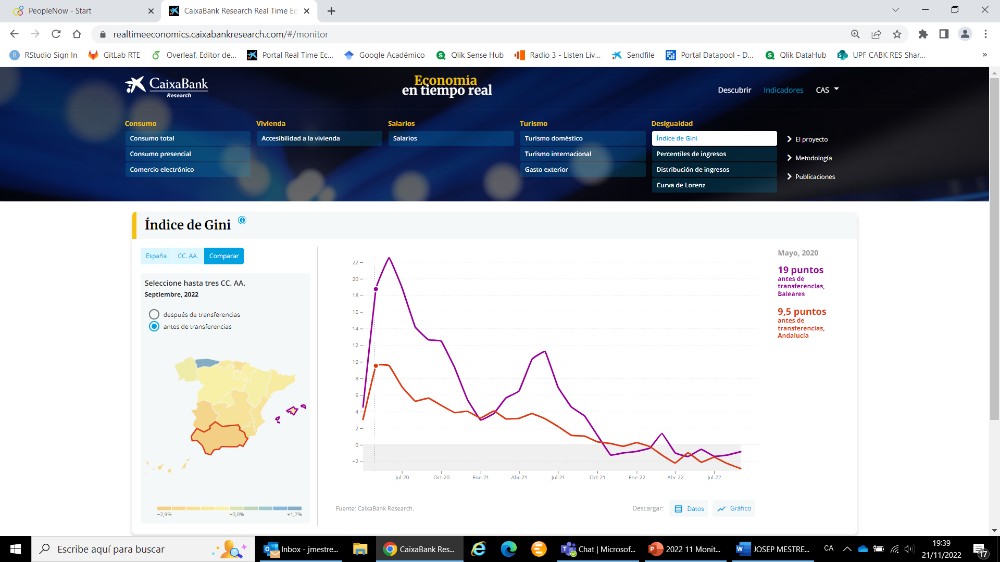 PeopleNow - Start
CaixaBank Research Real Time Ec
realtimeeconomics.caixabankresearch.com/#/monitor
RStudio Sign In
GitLab RTE
Overleaf, Editor de...
Portal Real Time Ec...
Google Académico
Qlik Sense Hub
Radio 3 - Listen Liv...
Sendfile
Portal Datapool - D...
Qlik DataHub
UPF CABK RES Shar...
»
CaixaBank
Research
Economía
en tiempo real
Descubrir
Indicadores
CAS
Consumo
Consumo total
Consumo presencial
Comercio electrónico
Vivienda
Accesibilidad a la vivienda
Salarios
Salarios
Turismo
Turismo doméstico
Turismo internacional
Gasto exterior
Desigualdad
Índice de Gini
Percentiles de ingresos
Distribución de ingresos
Curva de Lorenz
El proyecto
Metodología
Publicaciones
Índice de Gini
España
CC. AA.
Comparar
Seleccione hasta tres CC. AA.
Septiembre, 2022
después de transferencias
antes de transferencias
−2,9%
+0,0%
+1,7%
22
20
18
16
14
12
10
8
6
4
2
0
−2
Jul-20
Oct-20
Ene-21
Abr-21
Jul-21
Oct-21
Ene-22
Abr-22
Jul-22
Mayo, 2020
19 puntos
antes de
transferencias,
Baleares
9,5 puntos
antes de
transferencias,
Andalucía
Fuente: CaixaBank Research.
Descargar:
Datos
Gráfico
Escribe aquí para buscar
Inbox - jmestre...
CaixaBank Res...
Chat | Microsof...
2022 11 Monit...
JOSEP MESTRE...
CA
19:39
21/11/2022
17